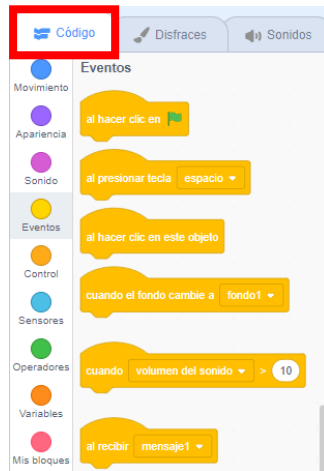 Código
Disfraces
Sonidos
Movimiento
Apariencia
Sonido
Eventos
Control
Sensores
Operadores
Variables
Mis bloques
Eventos
al hacer clic en
al presionar tecla espacio
al hacer clic en este objeto
cuando el fondo cambie a fondo1
cuando volumen del sonido > 10
al recibir mensaje1